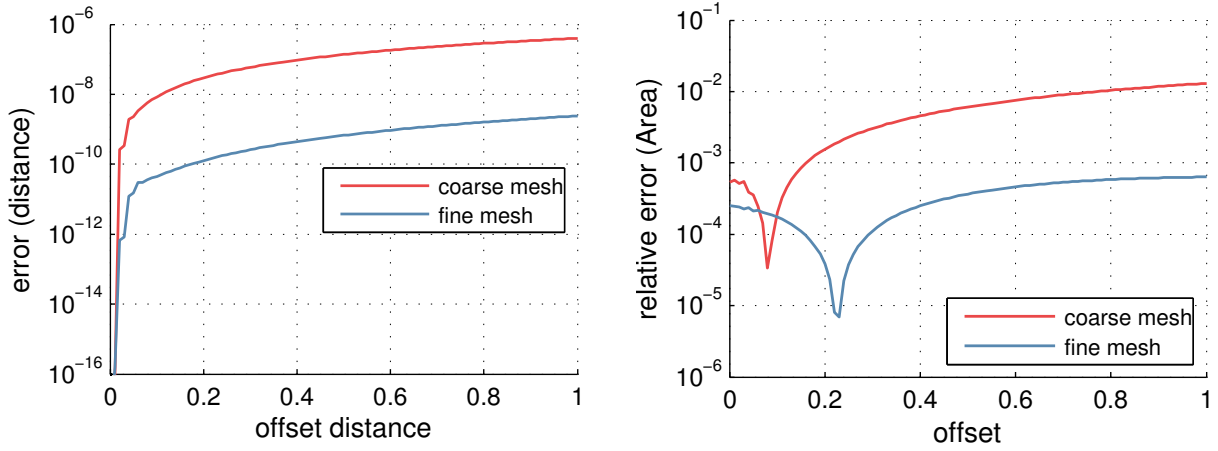 10⁻⁶
10⁻⁸
10⁻¹⁰
10⁻¹²
10⁻¹⁴
10⁻¹⁶
error (distance)
0 0.2 0.4 0.6 0.8 1
offset distance
coarse mesh
fine mesh
10⁻¹
10⁻²
10⁻³
10⁻⁴
10⁻⁵
10⁻⁶
relative error (Area)
0 0.2 0.4 0.6 0.8 1
offset
coarse mesh
fine mesh